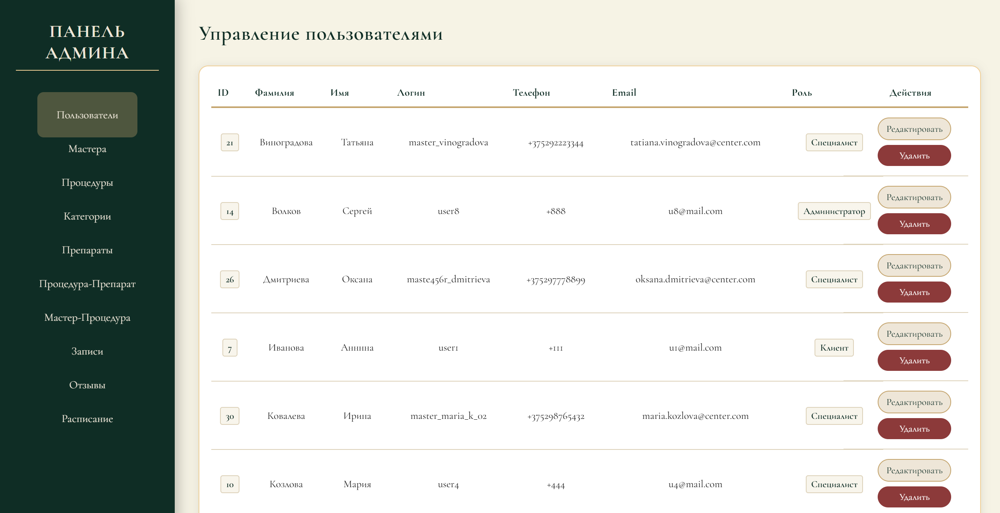 ПАНЕЛЬ
АДМИНА
Пользователи
Мастера
Процедуры
Категории
Препараты
Процедура-Препарат
Мастер-Процедура
Записи
Отзывы
Расписание
Управление пользователями
ID Фамилия Имя Логин Телефон Email Роль Действия
21 Виноградова Татьяна master_vinogradova +375292223344 tatiana.vinogradova@center.com Специалист Редактировать
Удалить
14 Волков Сергей user8 +888 u8@mail.com Администратор Редактировать
Удалить
26 Дмитриева Оксана maste456r_dmitrieva +375297778899 oksana.dmitrieva@center.com Специалист Редактировать
Удалить
7 Иванова Аннина user1 +111 u1@mail.com Клиент Редактировать
Удалить
30 Ковалева Ирина master_maria_k_02 +375298765432 maria.kozlova@center.com Специалист Редактировать
Удалить
10 Козлова Мария user4 +444 u4@mail.com Специалист Редактировать
Удалить